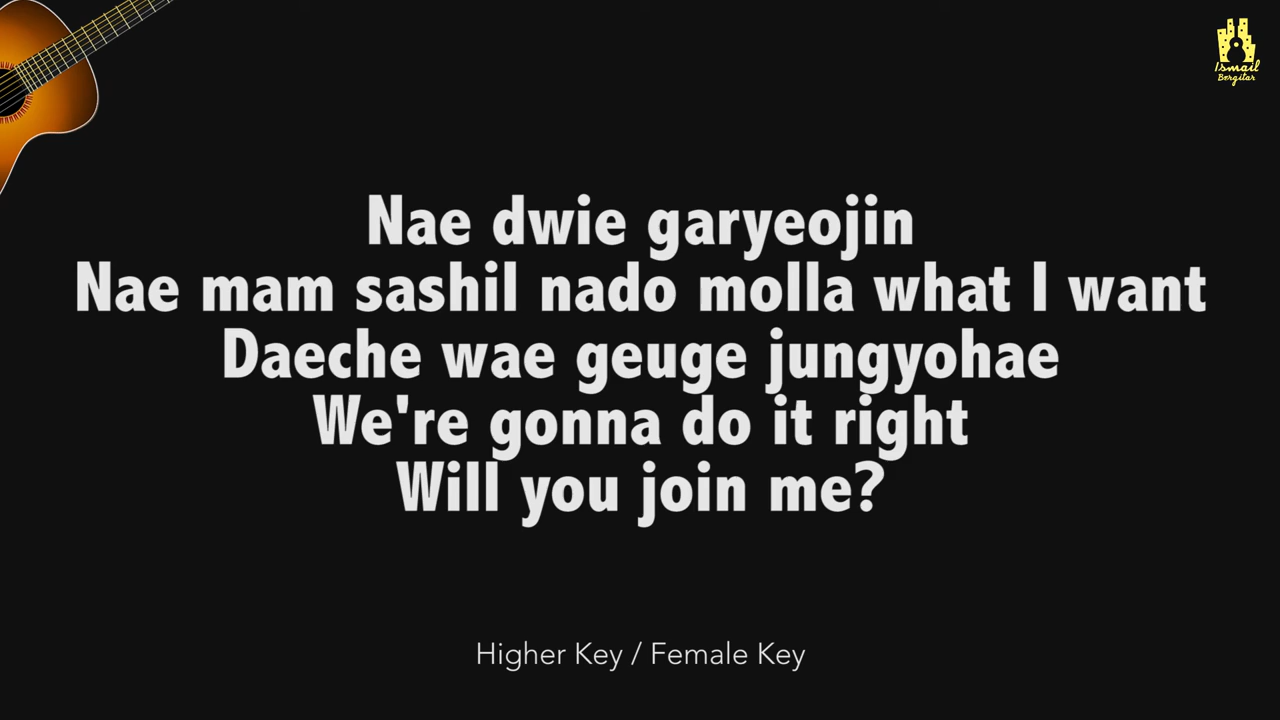 Ismail
Bergitar
Nae dwie garyeojin
Nae mam sashil nado molla what I want
Daeche wae geuge jungyohae
We're gonna do it right
Will you join me?
Higher Key / Female Key